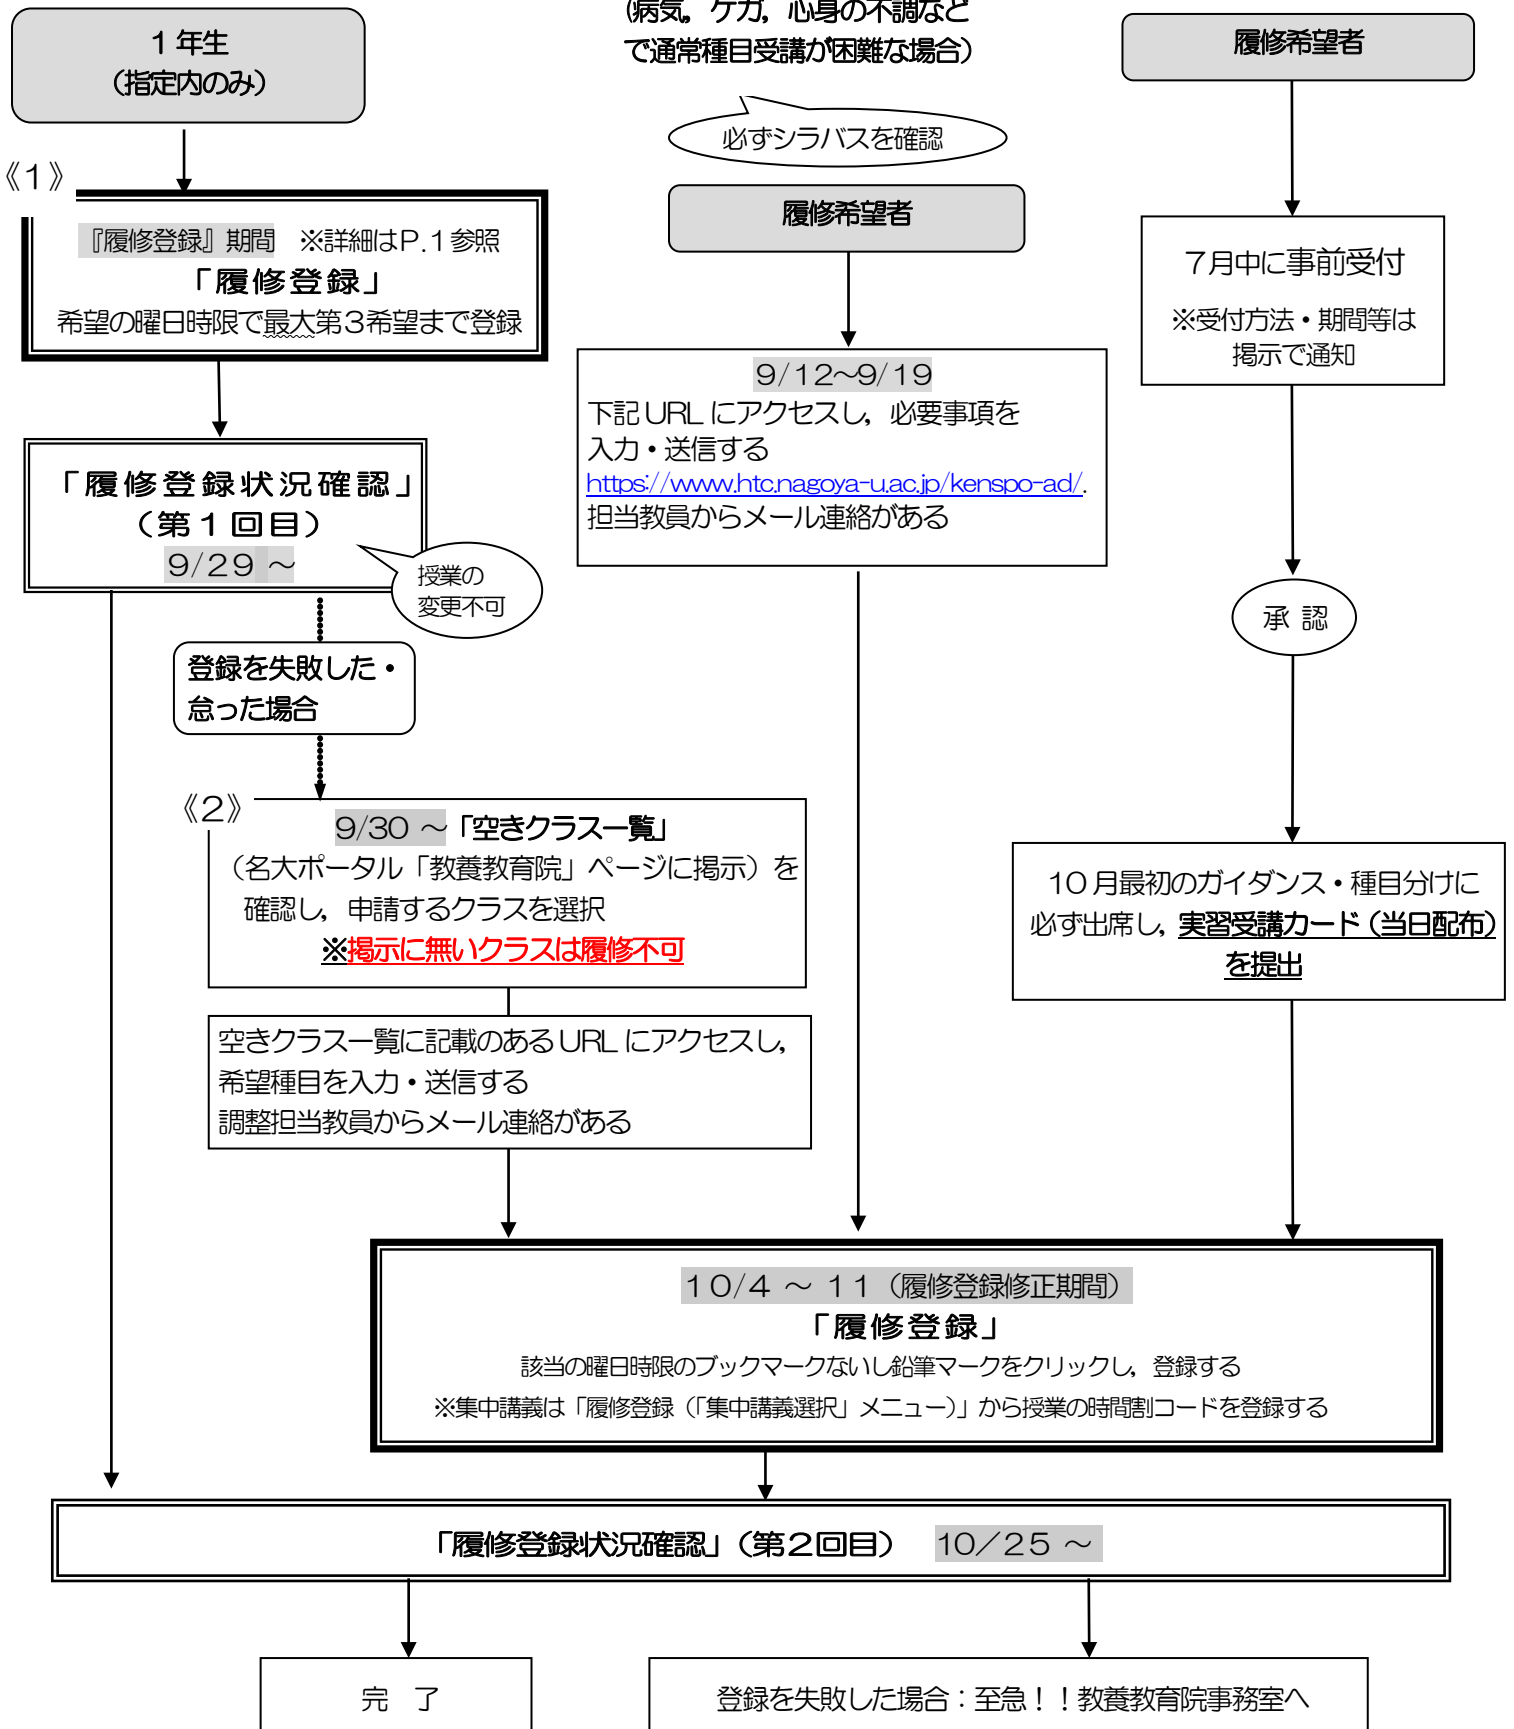 1年生
（指定内のみ）
《1》
『履修登録』期間　※詳細はP.1参照
「履修登録」
希望の曜日時限で最大第3希望まで登録
「履修登録状況確認」
（第1回目）
9/29 ～
授業の
変更不可
登録を失敗した・
怠った場合
《2》
9/30 ～「空きクラス一覧」
（名大ポータル「教養教育院」ページに掲示）を
確認し，申請するクラスを選択
※掲示に無いクラスは履修不可
空きクラス一覧に記載のあるURLにアクセスし，
希望種目を入力・送信する
調整担当教員からメール連絡がある
（病気，ケガ，心身の不調など
で通常種目受講が困難な場合）
必ずシラバスを確認
履修希望者
9/12～9/19
下記URLにアクセスし，必要事項を
入力・送信する
https://www.htc.nagoya-u.ac.jp/kenspo-ad/.
担当教員からメール連絡がある
履修希望者
7月中に事前受付
※受付方法・期間等は
掲示で通知
承 認
10月最初のガイダンス・種目分けに
必ず出席し，実習受講カード（当日配布）
を提出
10/4 ～ 11（履修登録修正期間）
「履修登録」
該当の曜日時限のブックマークないし鉛筆マークをクリックし，登録する
※集中講義は「履修登録（「集中講義選択」メニュー）」から授業の時間割コードを登録する
「履修登録状況確認」（第2回目）　10／25 ～
完　了
登録を失敗した場合：至急！！教養教育院事務室へ